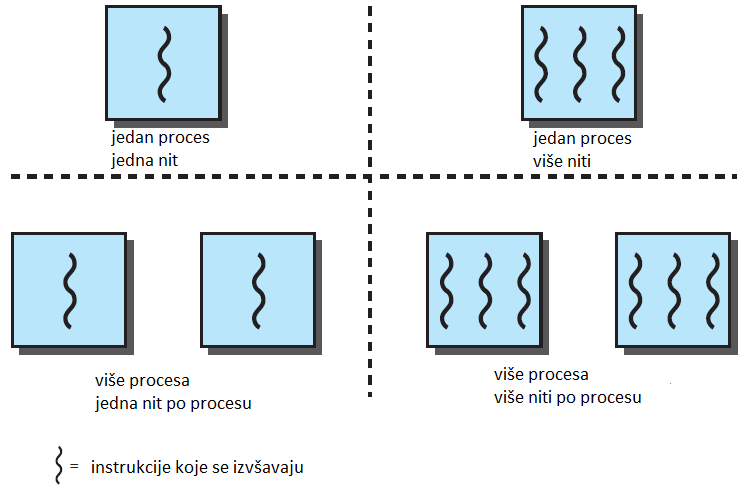 jedan proces
jedna nit
jedan proces
više niti
više procesa
jedna nit po procesu
više procesa
više niti po procesu
= instrukcije koje se izvšavaju